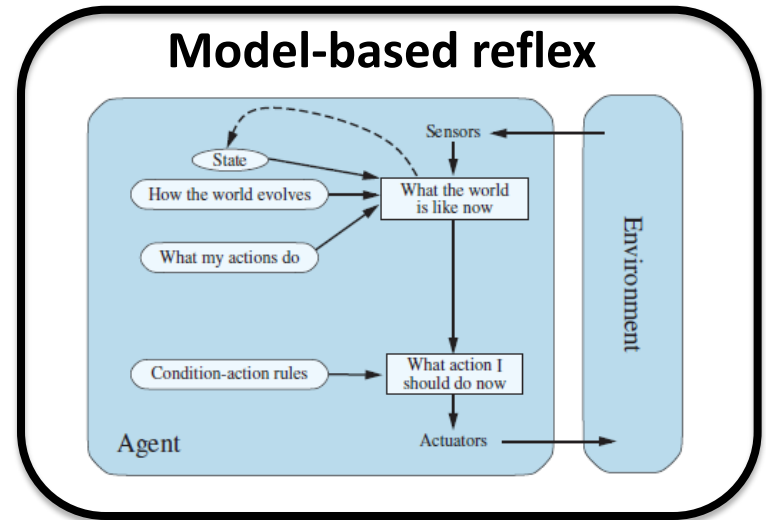 Model-based reflex
Sensors
State
How the world evolves
What the world
is like now
What my actions do
Environment
Condition-action rules
What action I
should do now
Agent
Actuators